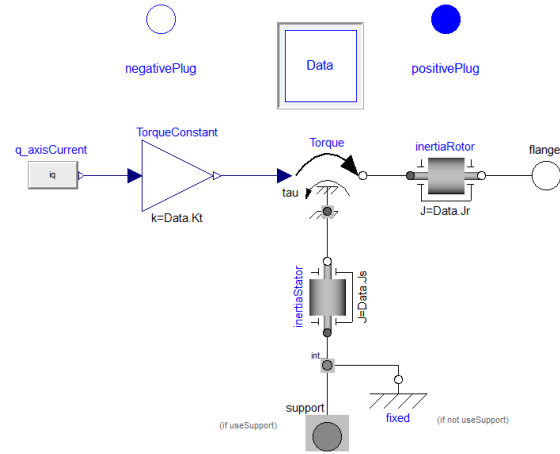 negativePlug
Data
positivePlug
q_axisCurrent
TorqueConstant
Torque
inertiaRotor
flange
iq
tau
k=Data.Kt
J=Data.Jr
inertiaStator
J=Data.Js
int...
support
(if useSupport)
fixed
(if not useSupport)